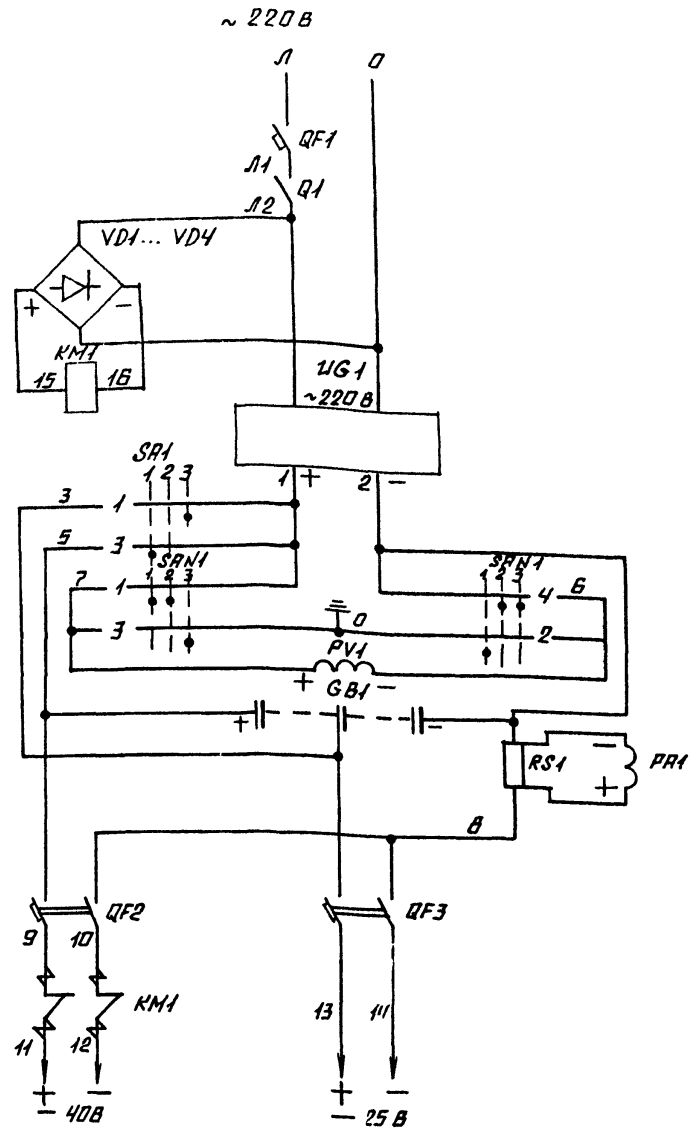 ~ 220 В
Л О
QF1
Л1
Q1
Л2
VD1... VD4
+ −
KM1
15 16
UG1
~220 В
SA1
1 + 2 −
1 2 3
3 1
5 3
SAN1 SAN1
7 1 1 2 3 1 2 3 4 6
3 0 2
PV1
+ GB1 −
+ −
RS1 − PA1
+
8
QF2 QF3
9 10
KM1 13 14
11 12
+ − + −
− 40В − 25 В